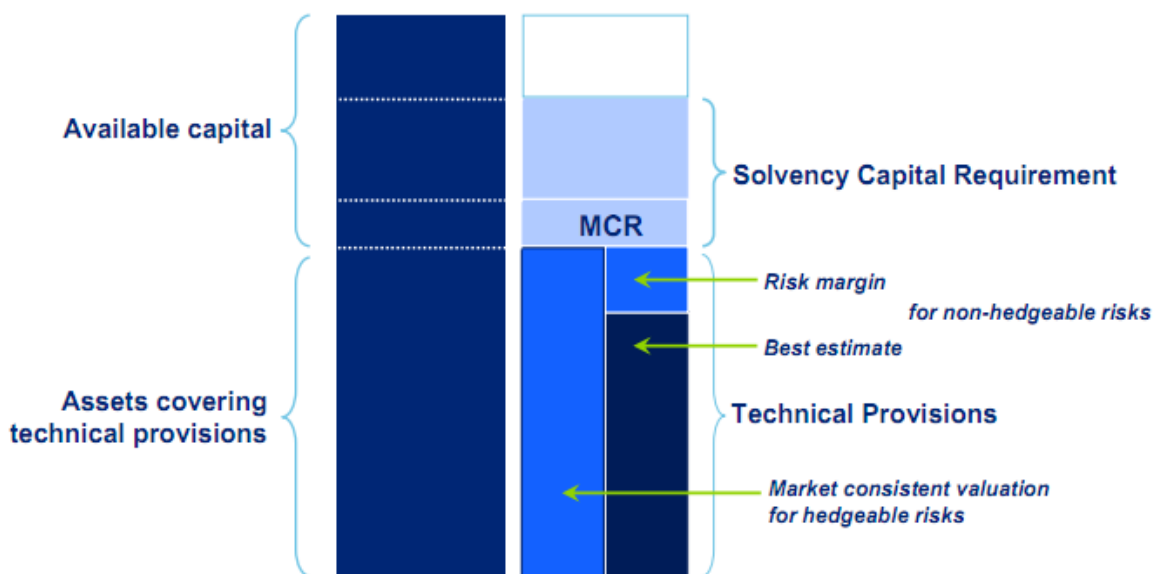 Available capital
Solvency Capital Requirement
MCR
Risk margin
for non-hedgeable risks
Best estimate
Assets covering
technical provisions
Technical Provisions
Market consistent valuation
for hedgeable risks